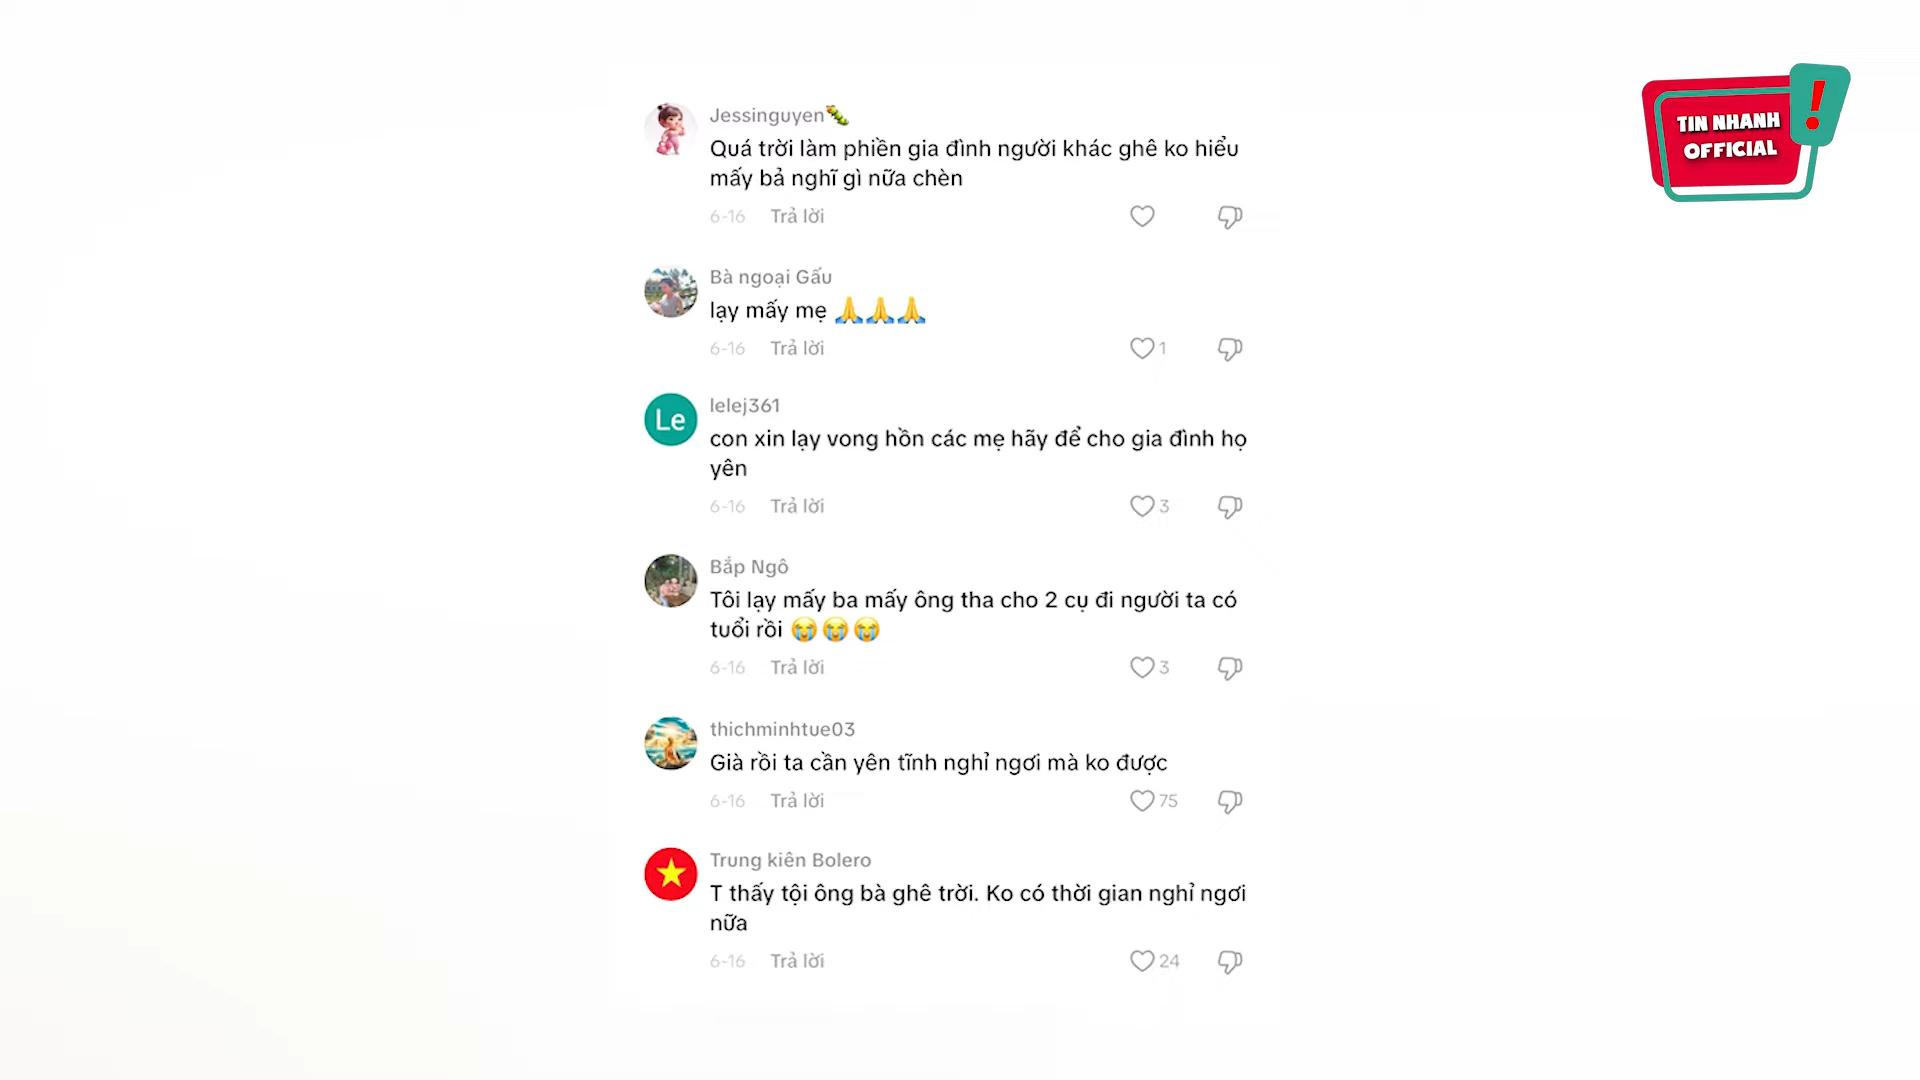 Jessinguyen🐛
Quá trời làm phiền gia đình người khác ghê ko hiểu
mấy bả nghĩ gì nữa chèn
6-16 Trả lời
Bà ngoại Gấu
lạy mấy mẹ 🙏🙏🙏
6-16 Trả lời 1
Le
lelej361
con xin lạy vong hồn các mẹ hãy để cho gia đình họ
yên
6-16 Trả lời 3
Bắp Ngô
Tôi lạy mấy ba mấy ông tha cho 2 cụ đi người ta có
tuổi rồi 😭😭😭
6-16 Trả lời 3
thichminhtue03
Già rồi ta cần yên tĩnh nghỉ ngơi mà ko được
6-16 Trả lời 75
Trung kiên Bolero
T thấy tội ông bà ghê trời. Ko có thời gian nghỉ ngơi
nữa
6-16 Trả lời 24
TIN NHANH
OFFICIAL
!